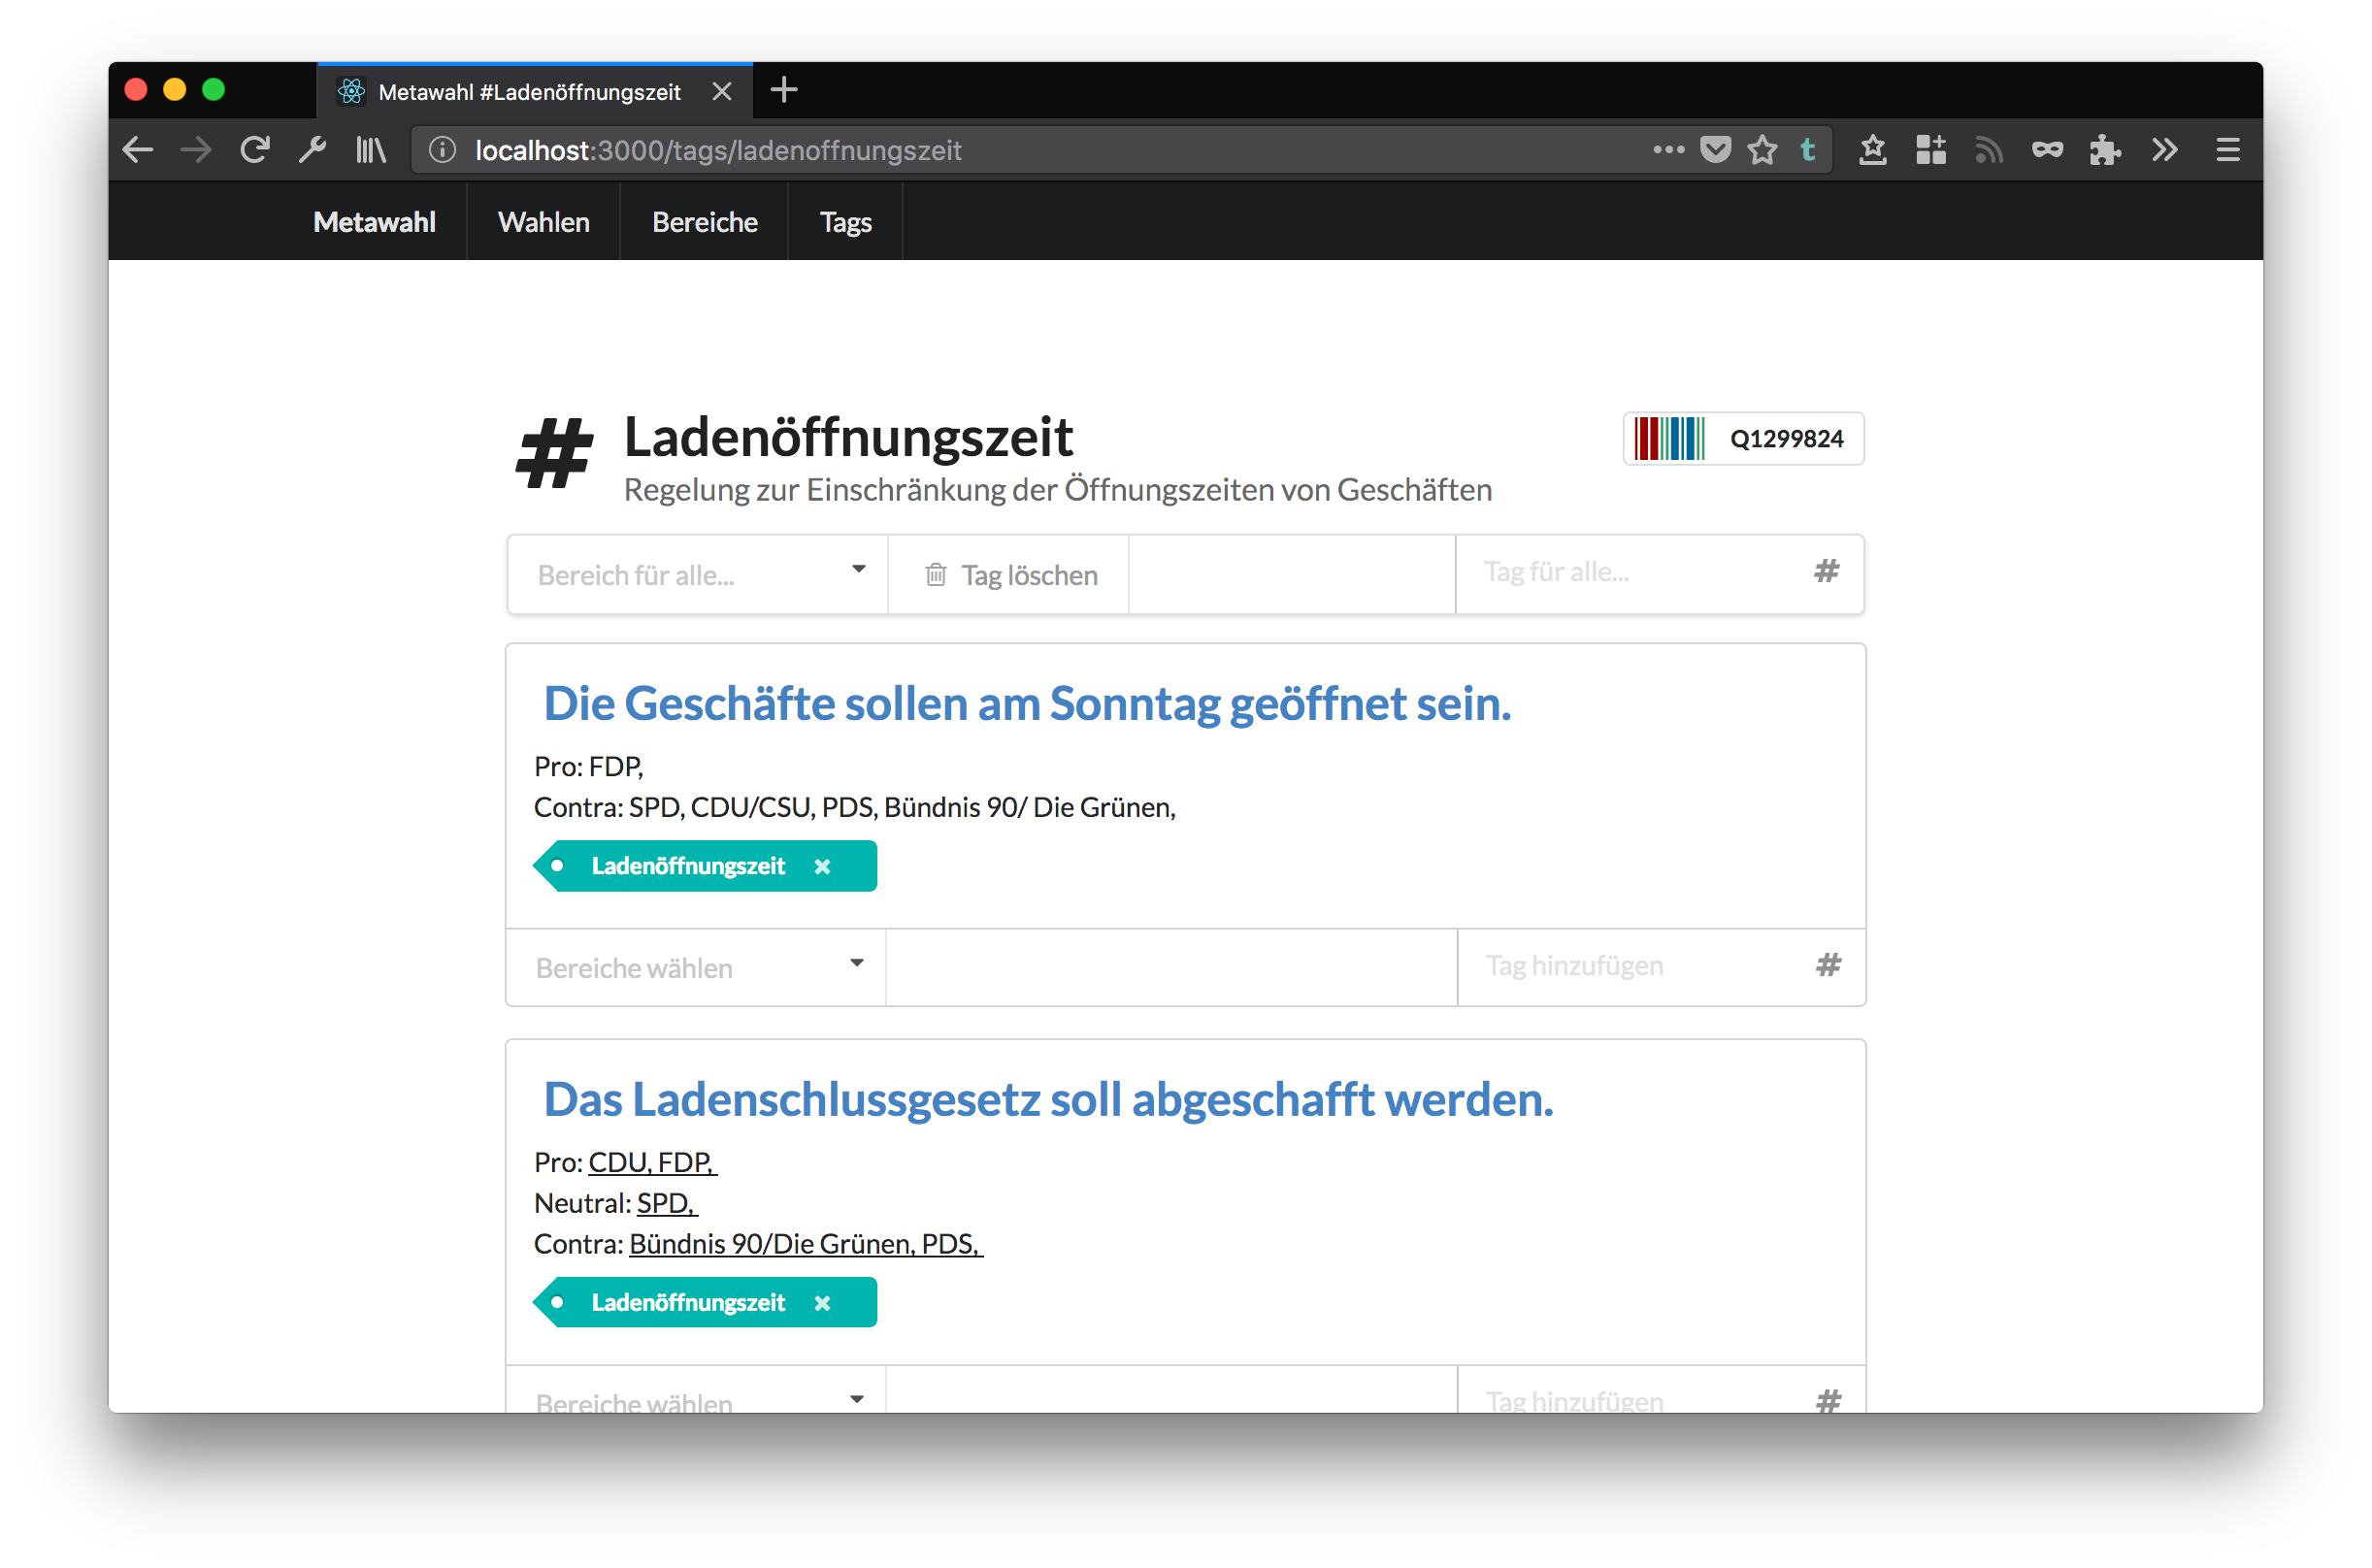 Metawahl #Ladenöffnungszeit
localhost:3000/tags/ladenoffnungszeit
Metawahl Wahlen Bereiche Tags
# Ladenöffnungszeit Q1299824
Regelung zur Einschränkung der Öffnungszeiten von Geschäften
Bereich für alle... Tag löschen Tag für alle... #
Die Geschäfte sollen am Sonntag geöffnet sein.
Pro: FDP,
Contra: SPD, CDU/CSU, PDS, Bündnis 90/ Die Grünen,
Ladenöffnungszeit
Bereiche wählen Tag hinzufügen #
Das Ladenschlussgesetz soll abgeschafft werden.
Pro: CDU, FDP,
Neutral: SPD,
Contra: Bündnis 90/Die Grünen, PDS,
Ladenöffnungszeit
Bereiche wählen Tag hinzufügen #